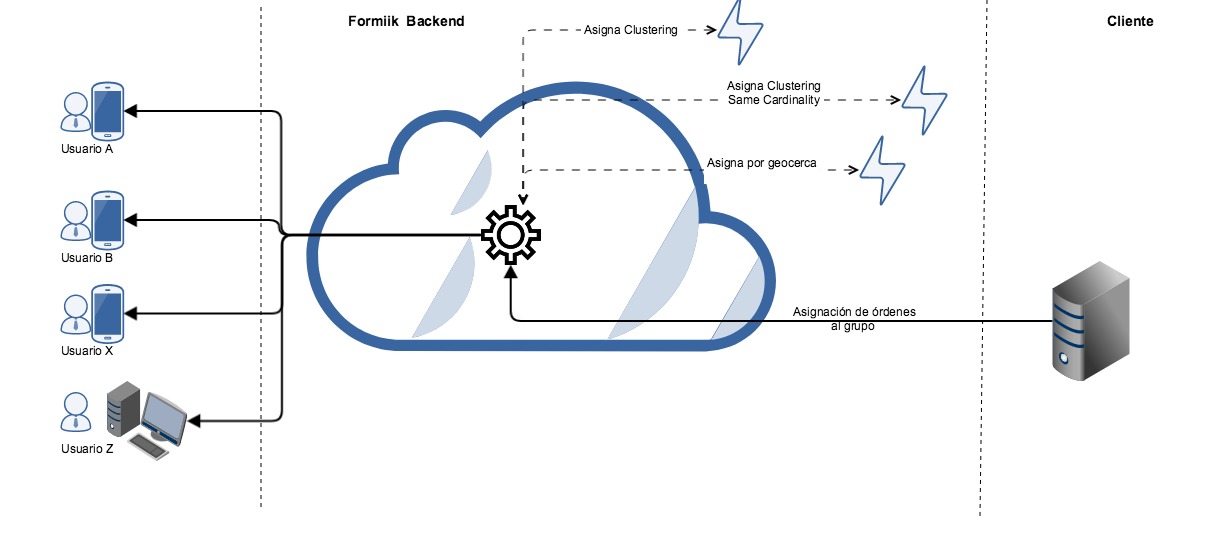 Formiik Backend
Cliente
Asigna Clustering
Asigna Clustering
Same Cardinality
Asigna por geocerca
Usuario A
Usuario B
Usuario X
Usuario Z
Asignación de órdenes
al grupo